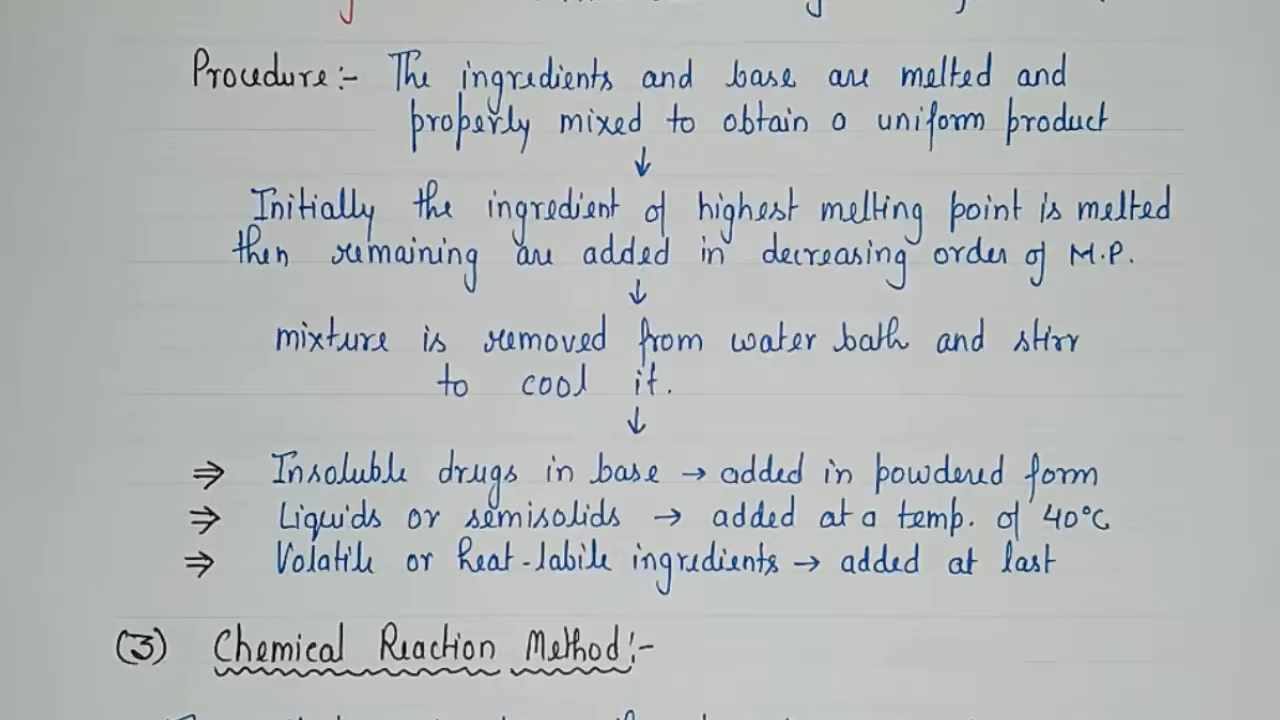 Procedure:- The ingredients and base are melted and
properly mixed to obtain a uniform product
↓
Initially the ingredient of highest melting point is melted
then remaining are added in decreasing order of M.P.
↓
mixture is removed from water bath and stirr
to cool it.
↓
⇒ Insoluble drugs in base → added in powdered form
⇒ Liquids or semisolids → added at a temp. of 40°C
⇒ Volatile or heat-labile ingredients → added at last
(3) Chemical Reaction Method:-